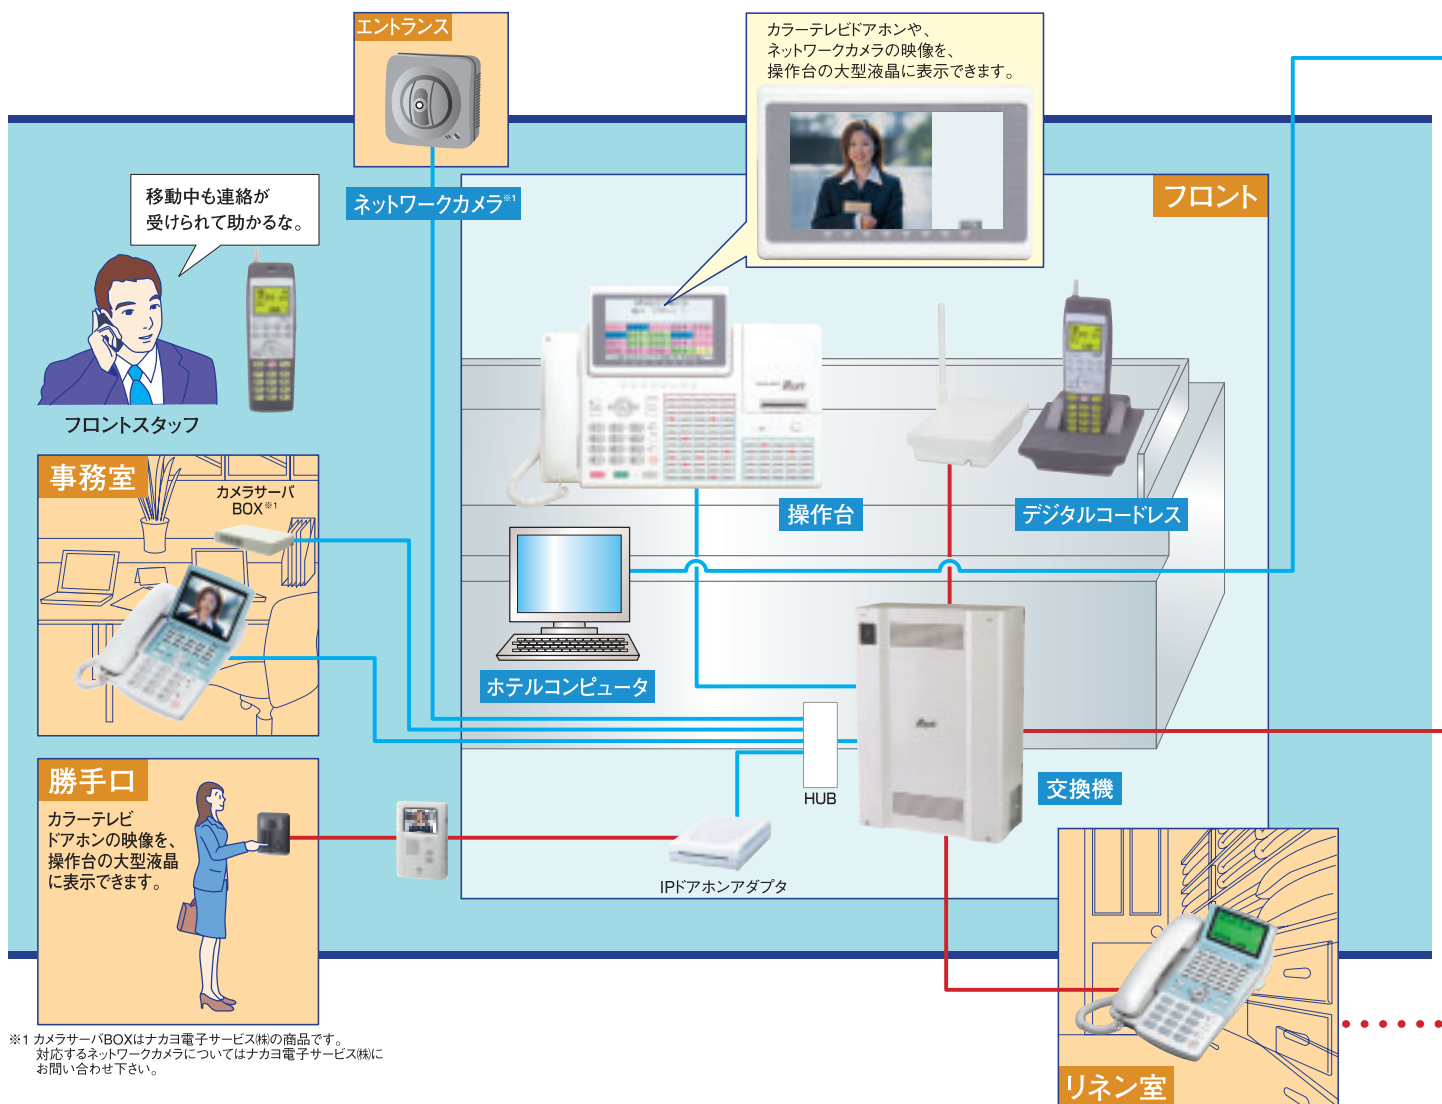 エントランス
カラーテレビドアホンや、
ネットワークカメラの映像を、
操作台の大型液晶に表示できます。
移動中も連絡が
受けられて助かるな。
ネットワークカメラ※1
フロント
フロントスタッフ
事務室
カメラサーバ
BOX※1
操作台
デジタルコードレス
ホテルコンピュータ
勝手口
カラーテレビ
ドアホンの映像を、
操作台の大型液晶
に表示できます。
HUB
交換機
IPドアホンアダプタ
リネン室
※1 カメラサーバBOXはナカヨ電子サービス㈱の商品です。
対応するネットワークカメラについてはナカヨ電子サービス㈱に
お問い合わせ下さい。